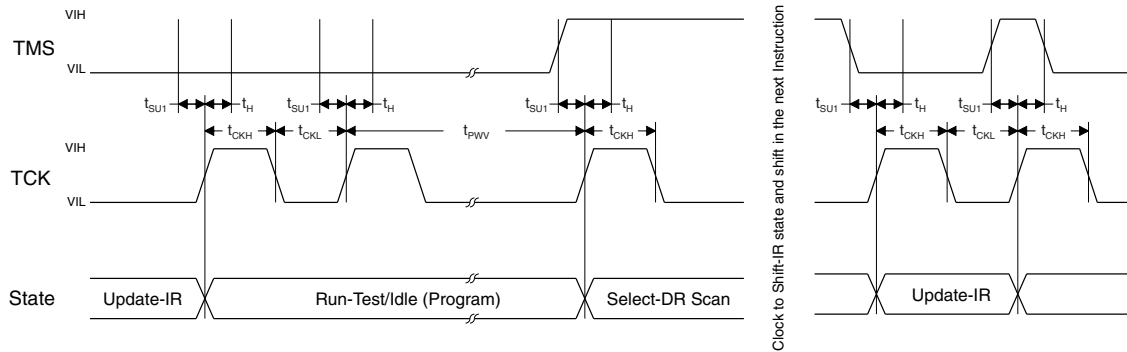 VIH
TMS
VIL
tSU1 tH tSU1 tH tSU1 tH tSU1 tH tSU1 tH
tCKH tCKL tPWV tCKH tCKH tCKL tCKH
VIH
TCK
VIL
State
Update-IR
Run-Test/Idle (Program)
Select-DR Scan
Clock to Shift-IR state and shift in the next Instruction
Update-IR